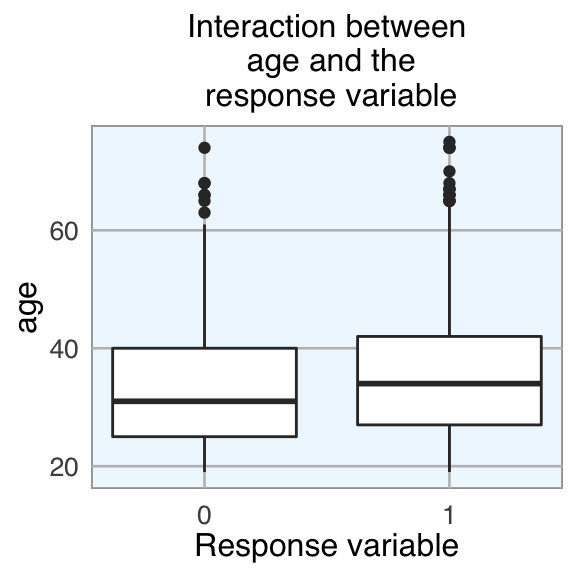 Interaction between
age and the
response variable
60
40
20
age
0 1
Response variable